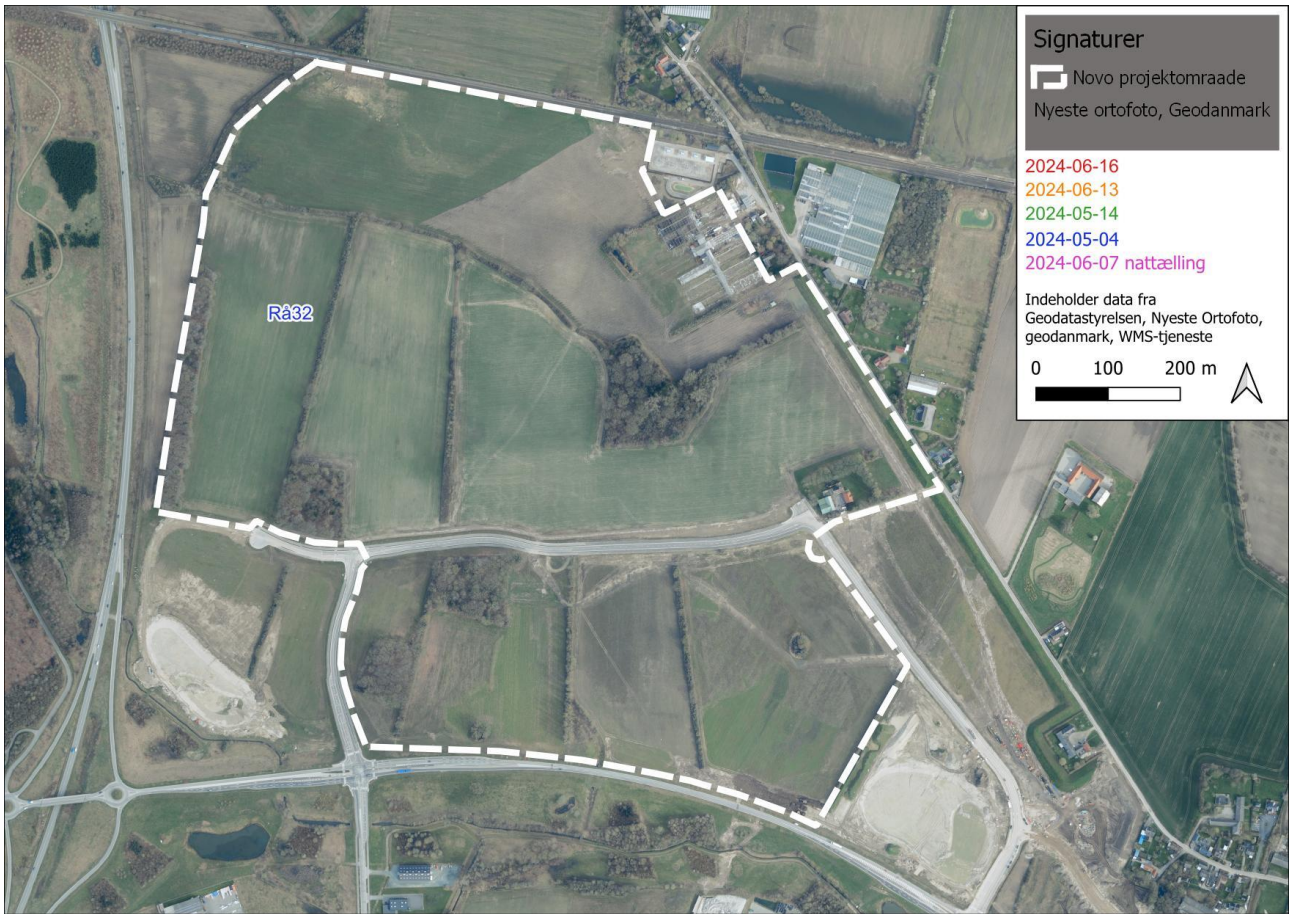 Signaturer
Novo projektomraade
Nyeste ortofoto, Geodanmark
2024-06-16
2024-06-13
2024-05-14
2024-05-04
2024-06-07 nattælling
Indeholder data fra
Geodatastyrelsen, Nyeste Ortofoto,
geodanmark, WMS-tjeneste
0 100 200 m
Rå32